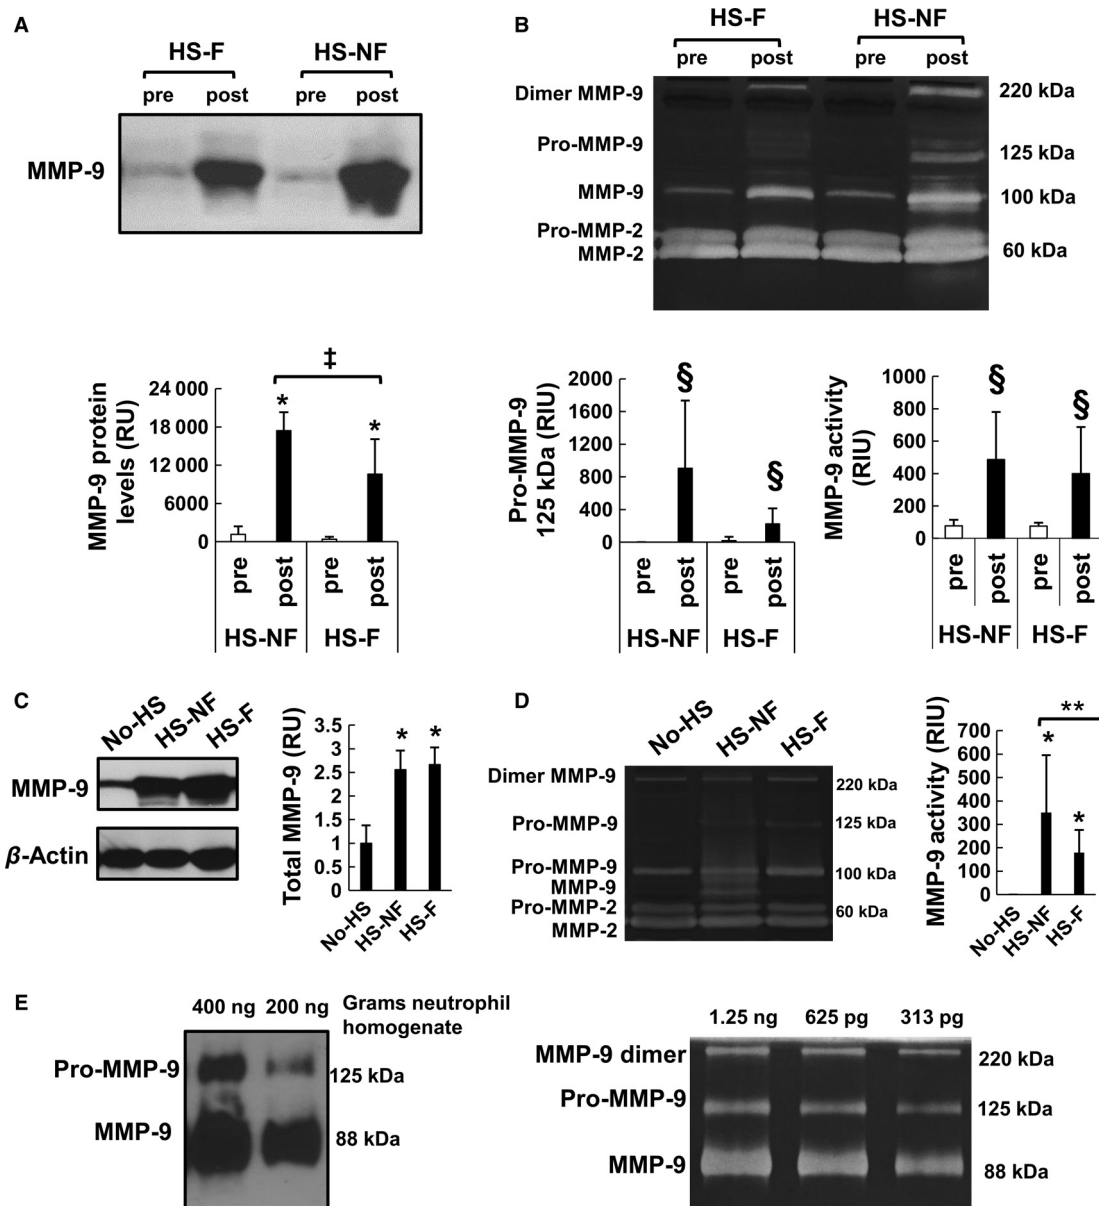 A
HS-F
HS-NF
pre
post
pre
post
MMP-9
B
HS-F
HS-NF
pre
post
pre
post
Dimer MMP-9
220 kDa
Pro-MMP-9
125 kDa
MMP-9
100 kDa
Pro-MMP-2
MMP-2
60 kDa
MMP-9 protein
levels (RU)
24 000
18 000
12 000
6000
0
‡
*
*
pre
post
pre
post
HS-NF
HS-F
Pro-MMP-9
125 kDa (RIU)
2000
1600
1200
800
400
0
§
§
pre
post
pre
post
HS-NF
HS-F
MMP-9 activity
(RIU)
1000
800
600
400
200
0
§
§
pre
post
pre
post
HS-NF
HS-F
C
No-HS
HS-NF
HS-F
MMP-9
β-Actin
Total MMP-9 (RU)
3.5
3
2.5
2
1.5
1
0.5
0
*
*
No-HS
HS-NF
HS-F
D
No-HS
HS-NF
HS-F
Dimer MMP-9
220 kDa
Pro-MMP-9
125 kDa
Pro-MMP-9
100 kDa
MMP-9
Pro-MMP-2
60 kDa
MMP-2
MMP-9 activity (RIU)
700
600
500
400
300
200
100
0
**
*
*
No-HS
HS-NF
HS-F
E
400 ng
200 ng
Grams neutrophil
homogenate
Pro-MMP-9
125 kDa
MMP-9
88 kDa
1.25 ng
625 pg
313 pg
MMP-9 dimer
220 kDa
Pro-MMP-9
125 kDa
MMP-9
88 kDa